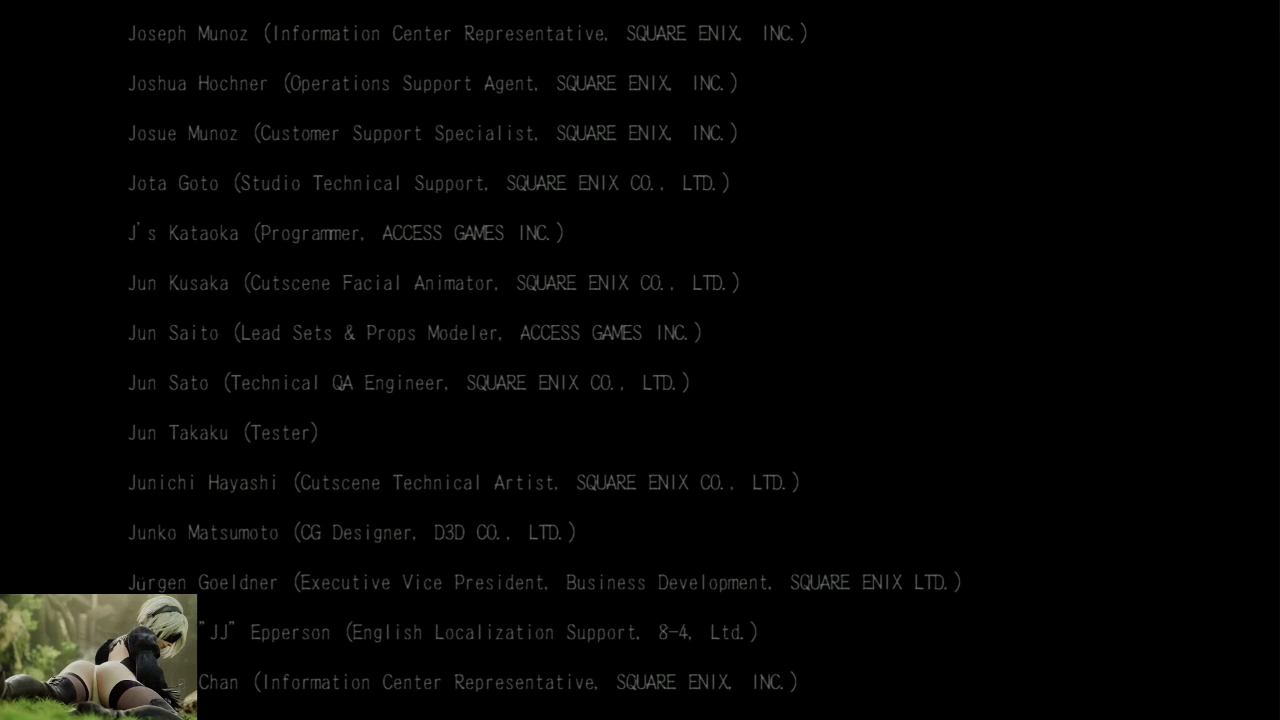 Joseph Munoz (Information Center Representative, SQUARE ENIX, INC.)
Joshua Hochner (Operations Support Agent, SQUARE ENIX, INC.)
Josue Munoz (Customer Support Specialist, SQUARE ENIX, INC.)
Jota Goto (Studio Technical Support, SQUARE ENIX CO., LTD.)
J's Kataoka (Programmer, ACCESS GAMES INC.)
Jun Kusaka (Cutscene Facial Animator, SQUARE ENIX CO., LTD.)
Jun Saito (Lead Sets & Props Modeler, ACCESS GAMES INC.)
Jun Sato (Technical QA Engineer, SQUARE ENIX CO., LTD.)
Jun Takaku (Tester)
Junichi Hayashi (Cutscene Technical Artist, SQUARE ENIX CO., LTD.)
Junko Matsumoto (CG Designer, D3D CO., LTD.)
Jürgen Goeldner (Executive Vice President, Business Development, SQUARE ENIX LTD.)
"JJ" Epperson (English Localization Support, 8-4, Ltd.)
Chan (Information Center Representative, SQUARE ENIX, INC.)